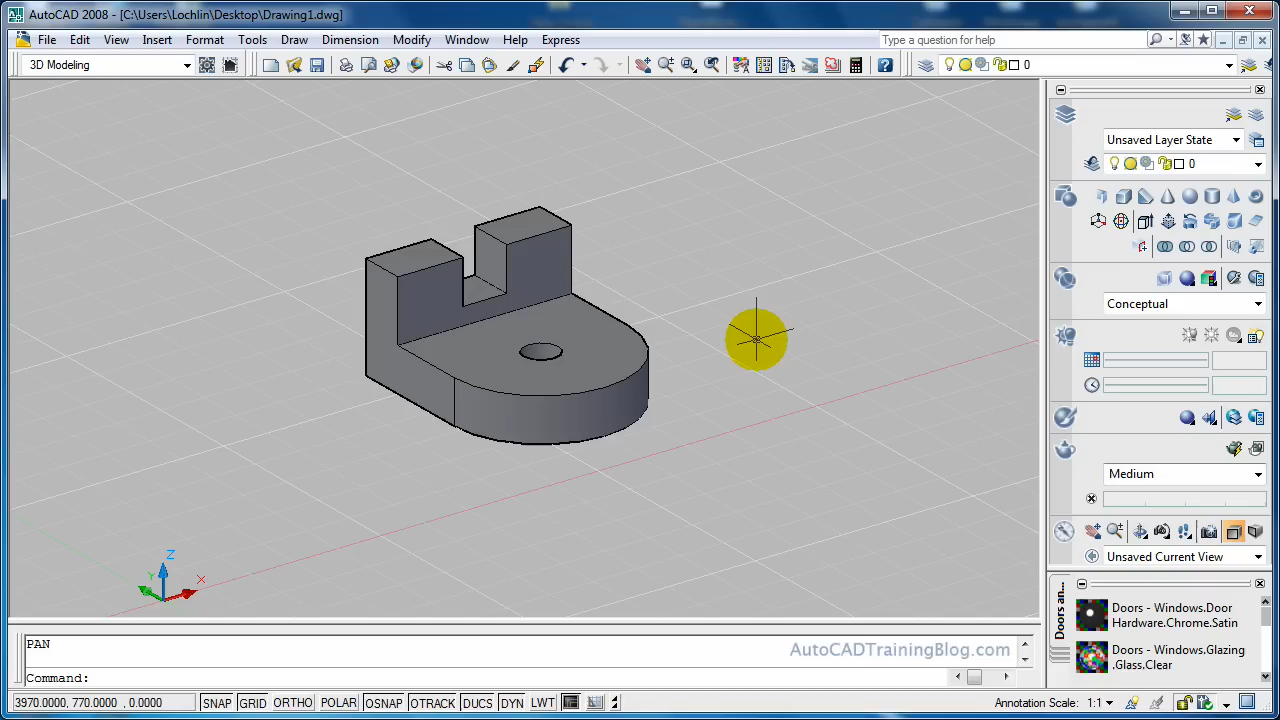 AutoCAD 2008 - [C:\Users\Lochlin\Desktop\Drawing1.dwg]
File Edit View Insert Format Tools Draw Dimension Modify Window Help Express
Type a question for help
3D Modeling
0
Unsaved Layer State
0
Conceptual
Medium
Unsaved Current View
Doors an...
Doors - Windows.Door
Hardware.Chrome.Satin
Doors - Windows.Glazing
.Glass.Clear
Z
Y
X
PAN
AutoCADTrainingBlog.com
Command:
3970.0000, 770.0000 , 0.0000 SNAP GRID ORTHO POLAR OSNAP OTRACK DUCS DYN LWT Annotation Scale: 1:1